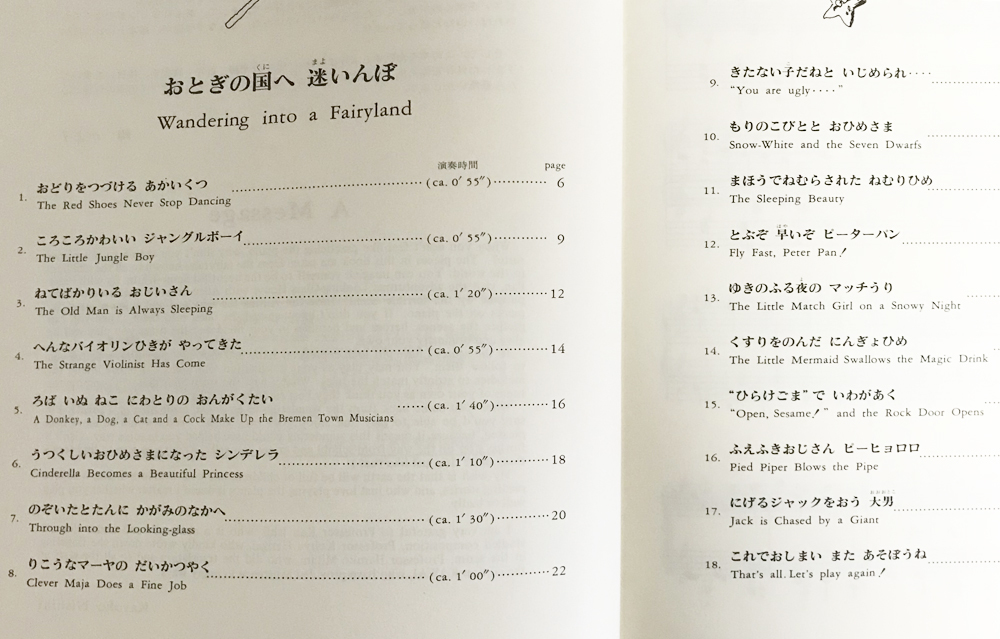 おとぎの国へ 迷いんぼ
Wandering into a Fairyland
演奏時間 page
1. おどりをつづける あかいくつ (ca. 0′ 55″) 6
The Red Shoes Never Stop Dancing
2. ころころかわいい ジャングルボーイ (ca. 0′ 55″) 9
The Little Jungle Boy
3. ねてばかりいる おじいさん (ca. 1′ 20″) 12
The Old Man is Always Sleeping
4. へんなバイオリンひきが やってきた (ca. 0′ 55″) 14
The Strange Violinist Has Come
5. ろば いぬ ねこ にわとりの おんがくたい (ca. 1′ 40″) 16
A Donkey, a Dog, a Cat and a Cock Make Up the Bremen Town Musicians
6. うつくしいおひめさまになった シンデレラ (ca. 1′ 10″) 18
Cinderella Becomes a Beautiful Princess
7. のぞいたとたんに かがみのなかへ (ca. 1′ 30″) 20
Through into the Looking-glass
8. りこうなマーヤの だいかつやく (ca. 1′ 00″) 22
Clever Maja Does a Fine Job
9. きたない子だねと いじめられ‥‥
“You are ugly‥‥”
10. もりのこびとと おひめさま
Snow-White and the Seven Dwarfs
11. まほうでねむらされた ねむりひめ
The Sleeping Beauty
12. とぶぞ 早いぞ ピーターパン
Fly Fast, Peter Pan!
13. ゆきのふる夜の マッチうり
The Little Match Girl on a Snowy Night
14. くすりをのんだ にんぎょひめ
The Little Mermaid Swallows the Magic Drink
15. “ひらけごま”で いわがあく
“Open, Sesame!” and the Rock Door Opens
16. ふえふきおじさん ピーヒョロロ
Pied Piper Blows the Pipe
17. にげるジャックをおう 大男
Jack is Chased by a Giant
18. これでおしまい また あそぼうね
That's all. Let's play again!